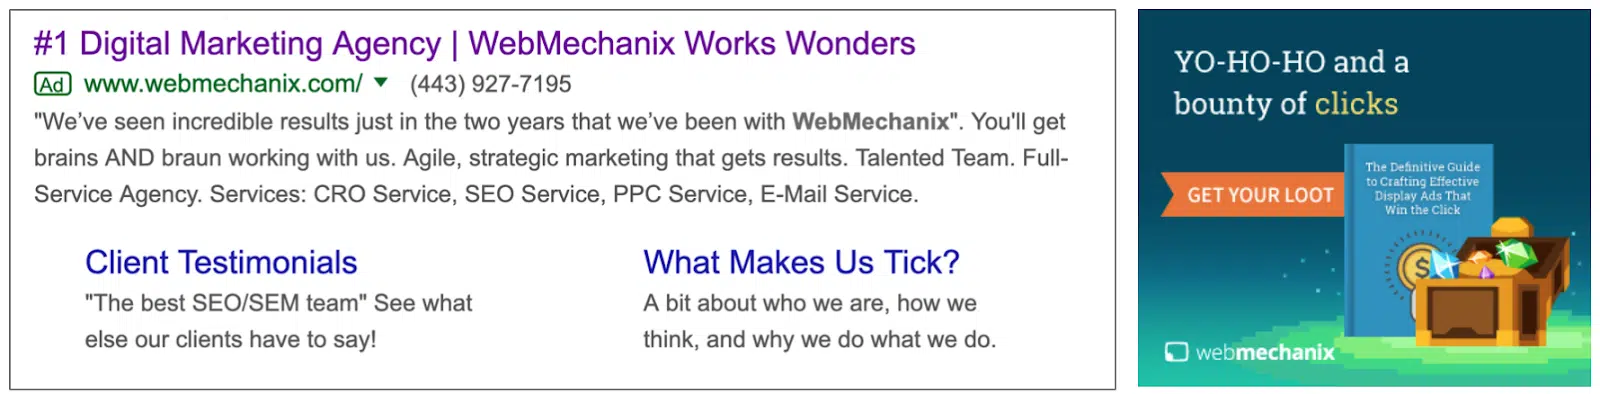 #1 Digital Marketing Agency | WebMechanix Works Wonders
Ad www.webmechanix.com/ (443) 927-7195
"We’ve seen incredible results just in the two years that we’ve been with WebMechanix". You'll get
brains AND braun working with us. Agile, strategic marketing that gets results. Talented Team. Full-
Service Agency. Services: CRO Service, SEO Service, PPC Service, E-Mail Service.
Client Testimonials
"The best SEO/SEM team" See what
else our clients have to say!
What Makes Us Tick?
A bit about who we are, how we
think, and why we do what we do.
YO-HO-HO and a
bounty of clicks
GET YOUR LOOT
The Definitive Guide
to Crafting Effective
Display Ads That
Win the Click
$
webmechanix